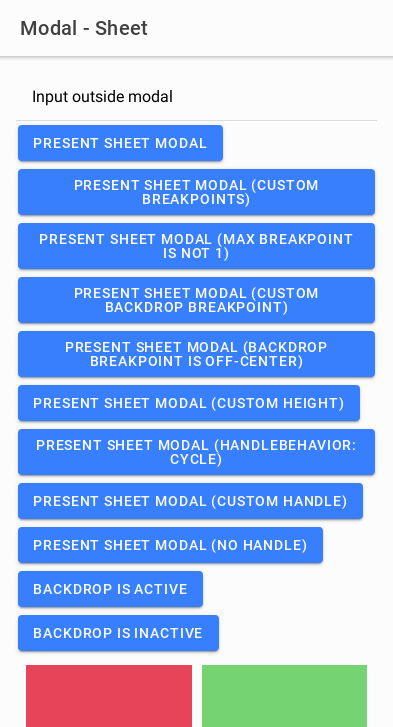 Modal - Sheet
Input outside modal
PRESENT SHEET MODAL
PRESENT SHEET MODAL (CUSTOM
BREAKPOINTS)
PRESENT SHEET MODAL (MAX BREAKPOINT
IS NOT 1)
PRESENT SHEET MODAL (CUSTOM
BACKDROP BREAKPOINT)
PRESENT SHEET MODAL (BACKDROP
BREAKPOINT IS OFF-CENTER)
PRESENT SHEET MODAL (CUSTOM HEIGHT)
PRESENT SHEET MODAL (HANDLEBEHAVIOR:
CYCLE)
PRESENT SHEET MODAL (CUSTOM HANDLE)
PRESENT SHEET MODAL (NO HANDLE)
BACKDROP IS ACTIVE
BACKDROP IS INACTIVE